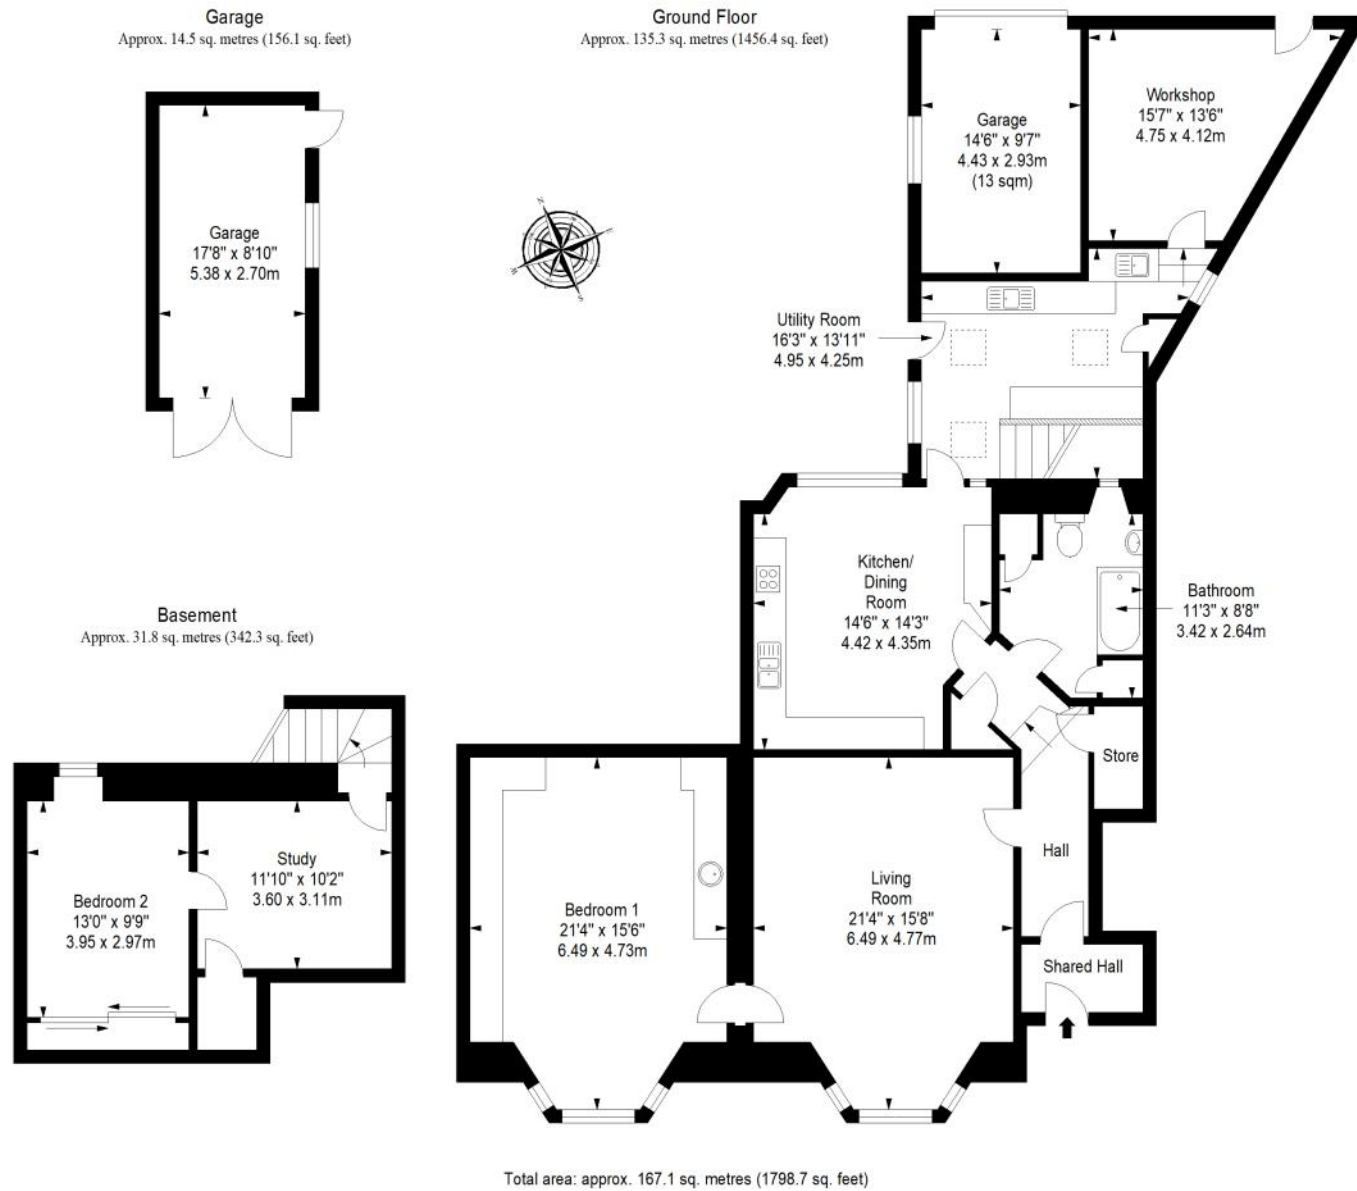 Garage
Approx. 14.5 sq. metres (156.1 sq. feet)
Garage
17'8" x 8'10"
5.38 x 2.70m
Ground Floor
Approx. 135.3 sq. metres (1456.4 sq. feet)
Garage
14'6" x 9'7"
4.43 x 2.93m
(13 sqm)
Workshop
15'7" x 13'6"
4.75 x 4.12m
N
E
S
W
Utility Room
16'3" x 13'11"
4.95 x 4.25m
Kitchen/
Dining
Room
14'6" x 14'3"
4.42 x 4.35m
Bathroom
11'3" x 8'8"
3.42 x 2.64m
Store
Hall
Living
Room
21'4" x 15'8"
6.49 x 4.77m
Bedroom 1
21'4" x 15'6"
6.49 x 4.73m
Shared Hall
Basement
Approx. 31.8 sq. metres (342.3 sq. feet)
Study
11'10" x 10'2"
3.60 x 3.11m
Bedroom 2
13'0" x 9'9"
3.95 x 2.97m
Total area: approx. 167.1 sq. metres (1798.7 sq. feet)